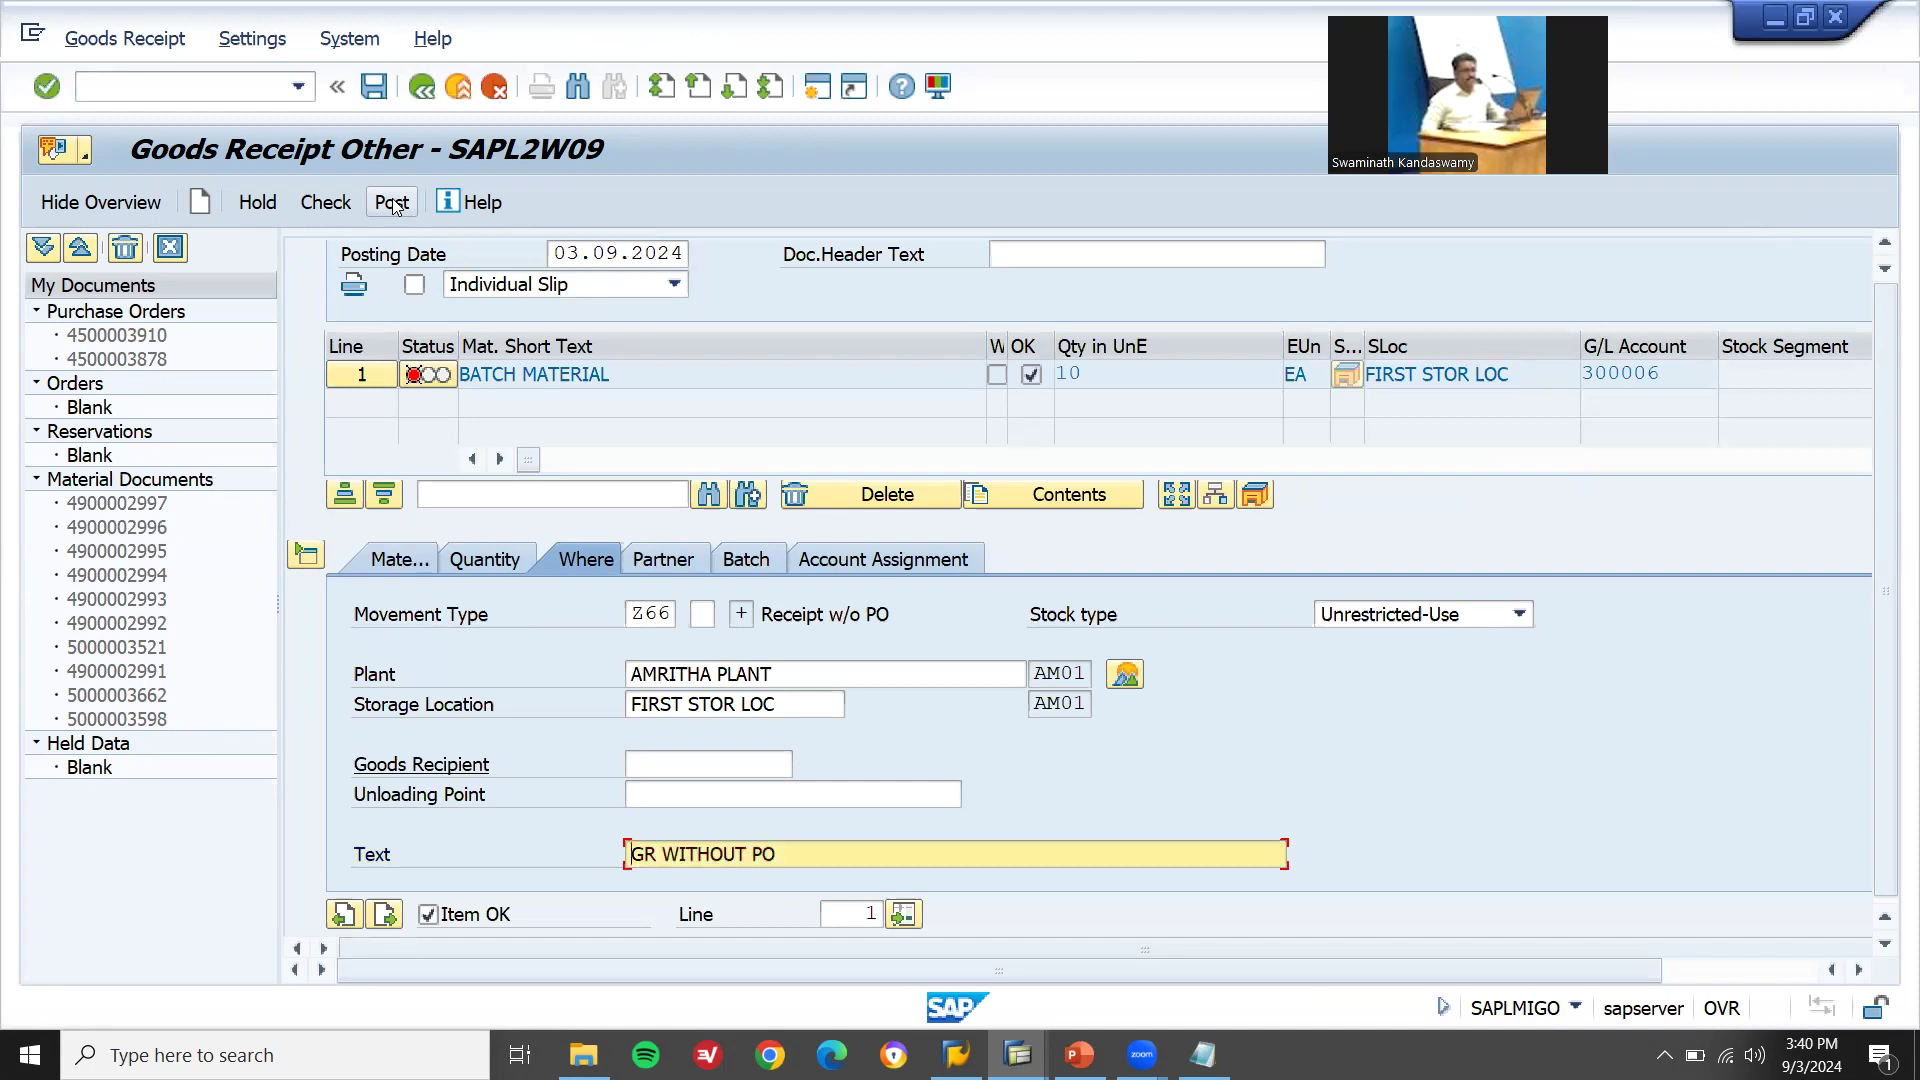 Goods Receipt Settings System Help
Swaminath Kandaswamy
Goods Receipt Other - SAPL2W09
Hide Overview Hold Check Post Help
Posting Date 03.09.2024 Doc.Header Text
Individual Slip
My Documents
Purchase Orders
4500003910
4500003878
Orders
Blank
Reservations
Blank
Material Documents
4900002997
4900002996
4900002995
4900002994
4900002993
4900002992
5000003521
4900002991
5000003662
5000003598
Held Data
Blank
Line Status Mat. Short Text W OK Qty in UnE EUn S... SLoc G/L Account Stock Segment
1 BATCH MATERIAL 10 EA FIRST STOR LOC 300006
Delete Contents
Mate... Quantity Where Partner Batch Account Assignment
Movement Type Z66 + Receipt w/o PO Stock type Unrestricted-Use
Plant AMRITHA PLANT AM01
Storage Location FIRST STOR LOC AM01
Goods Recipient
Unloading Point
Text GR WITHOUT PO
Item OK Line 1
SAP SAPLMIGO sapserver OVR
Type here to search
zoom
3:40 PM
9/3/2024
1